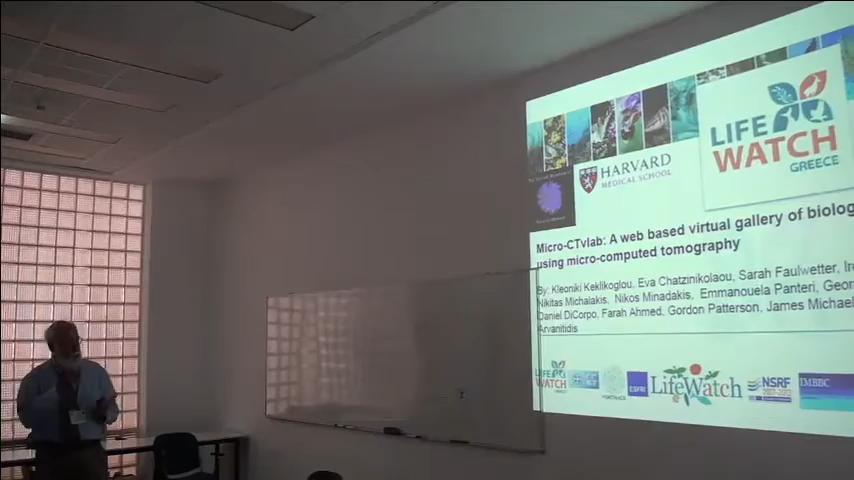 LIFE
WATCH
GREECE
HARVARD
MEDICAL SCHOOL
Micro-CTvlab: A web based virtual gallery of biolog
using micro-computed tomography
By: Kleoniki Keklikoglou, Eva Chatzinikolaou, Sarah Faulwetter, Ir
Nikitas Michalakis, Nikos Minadakis, Emmanouela Panteri, Geor
Daniel DiCorpo, Farah Ahmed, Gordon Patterson, James Michael
Arvanitidis
LIFE
WATCH
ESFRI
LifeWatch
NSRF
IMBBC